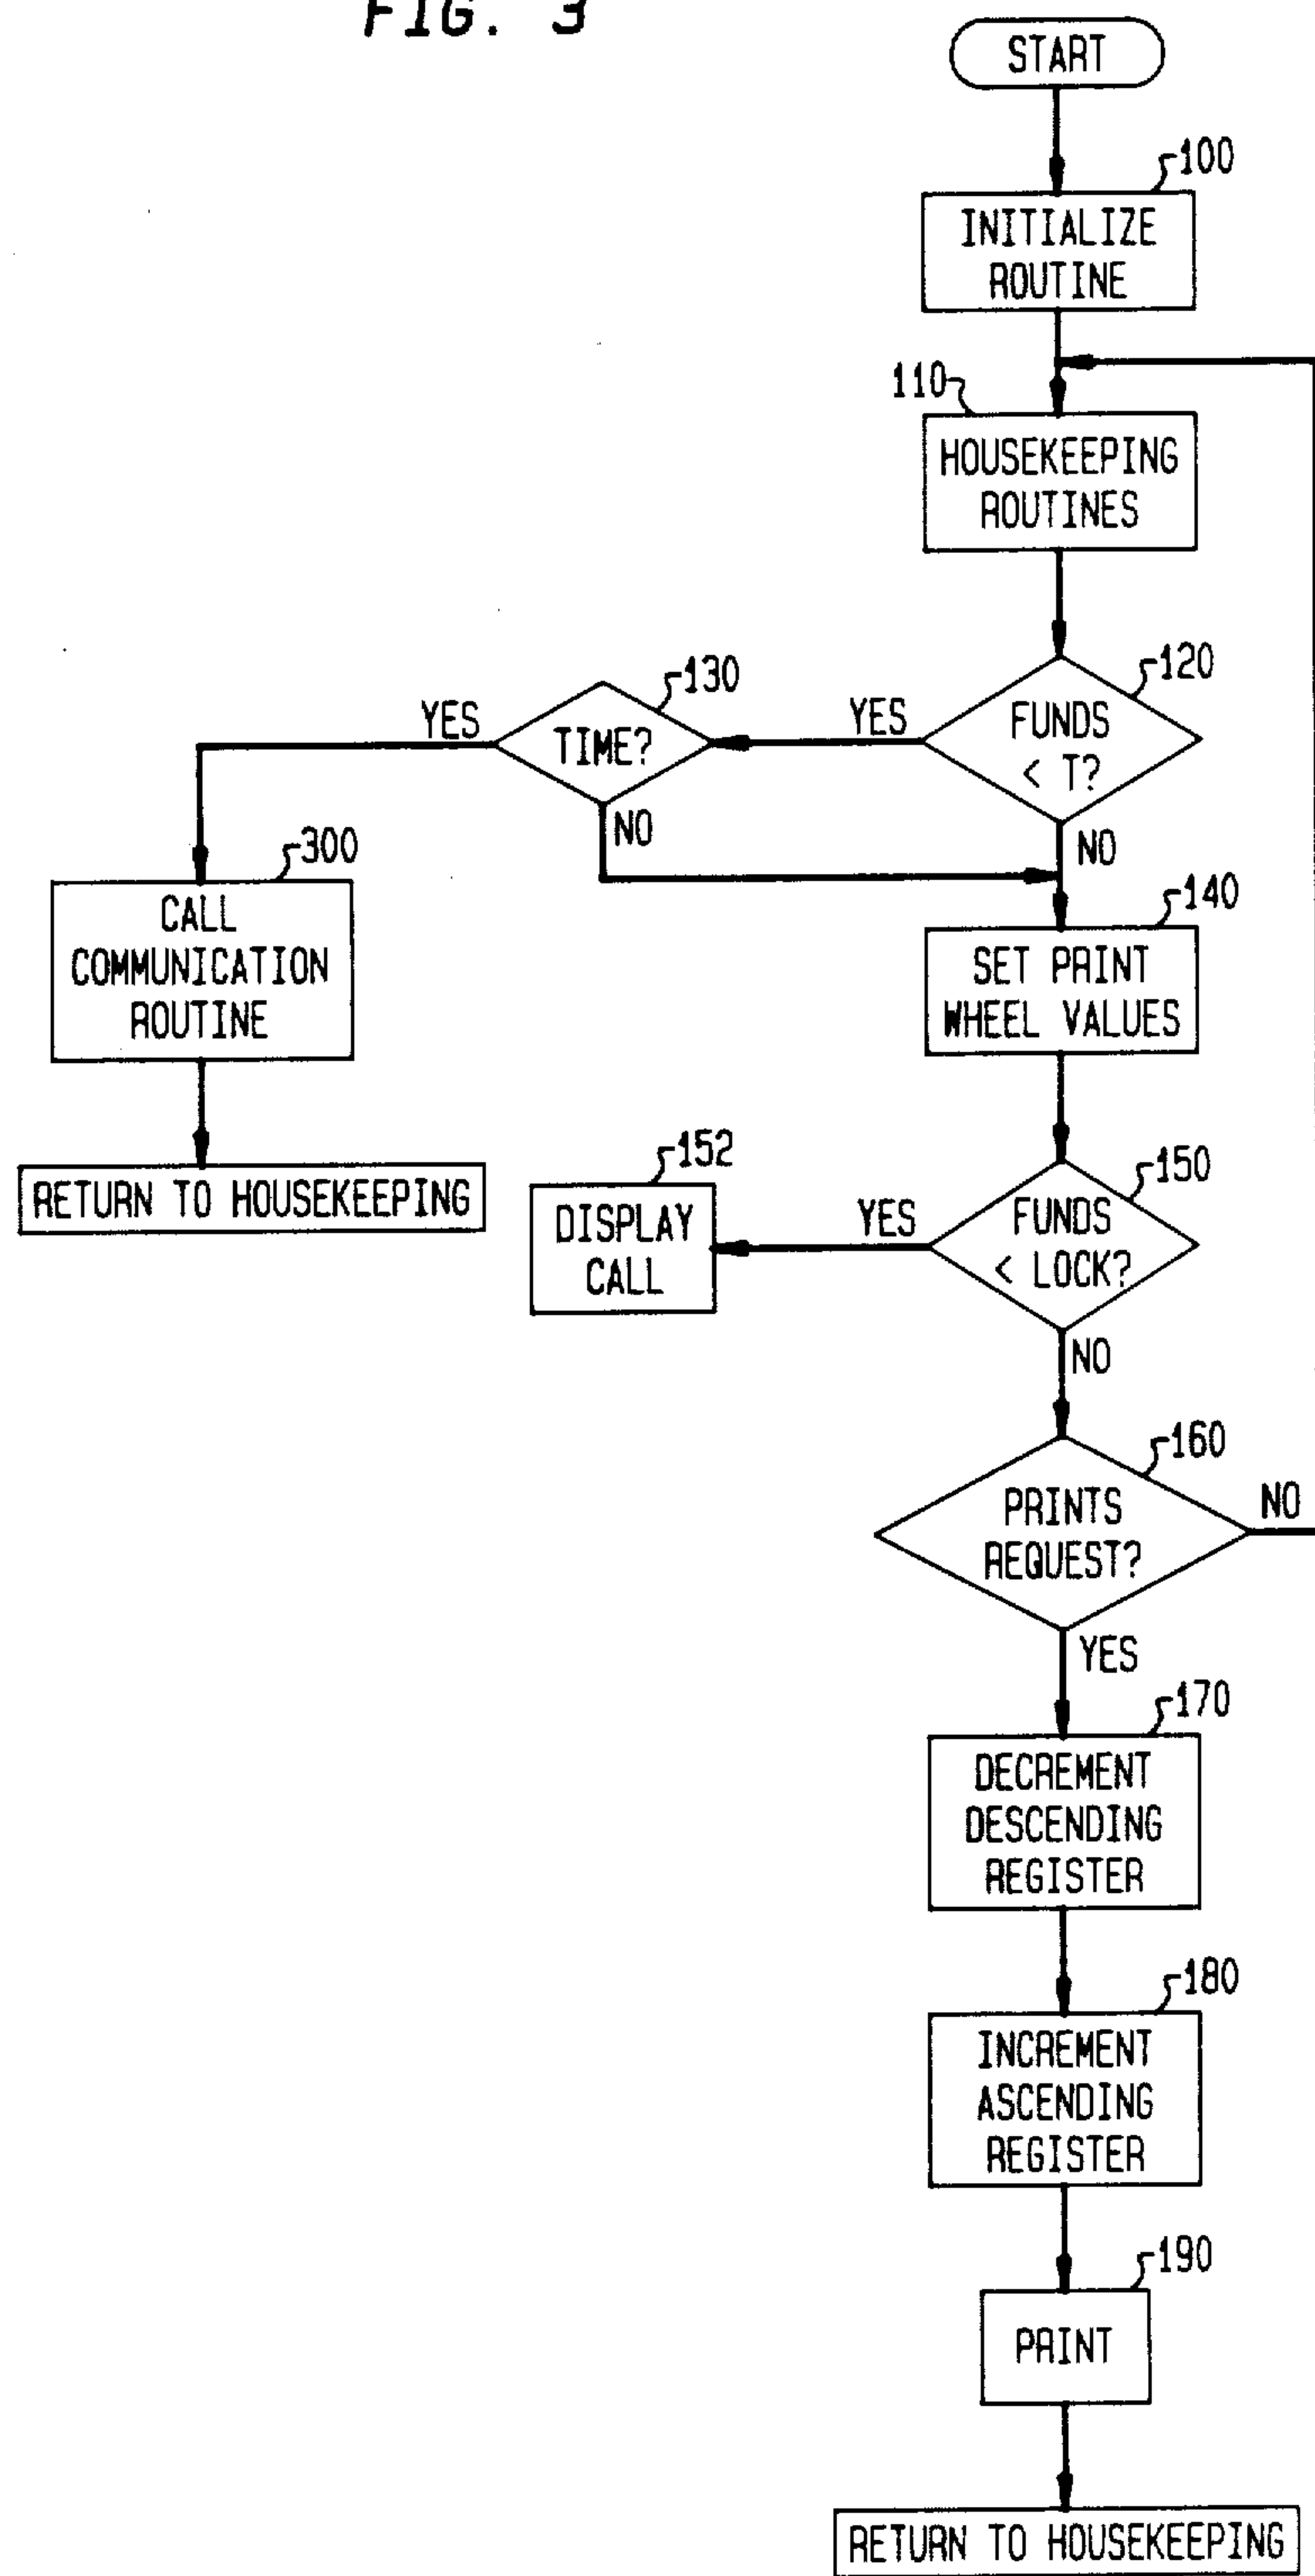 FIG. 3
START
100
INITIALIZE
ROUTINE
110
HOUSEKEEPING
ROUTINES
120
FUNDS
< T?
YES
130
TIME?
YES
NO
NO
300
CALL
COMMUNICATION
ROUTINE
RETURN TO HOUSEKEEPING
140
SET PRINT
WHEEL VALUES
150
FUNDS
< LOCK?
YES
152
DISPLAY
CALL
NO
160
PRINTS
REQUEST?
NO
YES
170
DECREMENT
DESCENDING
REGISTER
180
INCREMENT
ASCENDING
REGISTER
190
PRINT
RETURN TO HOUSEKEEPING